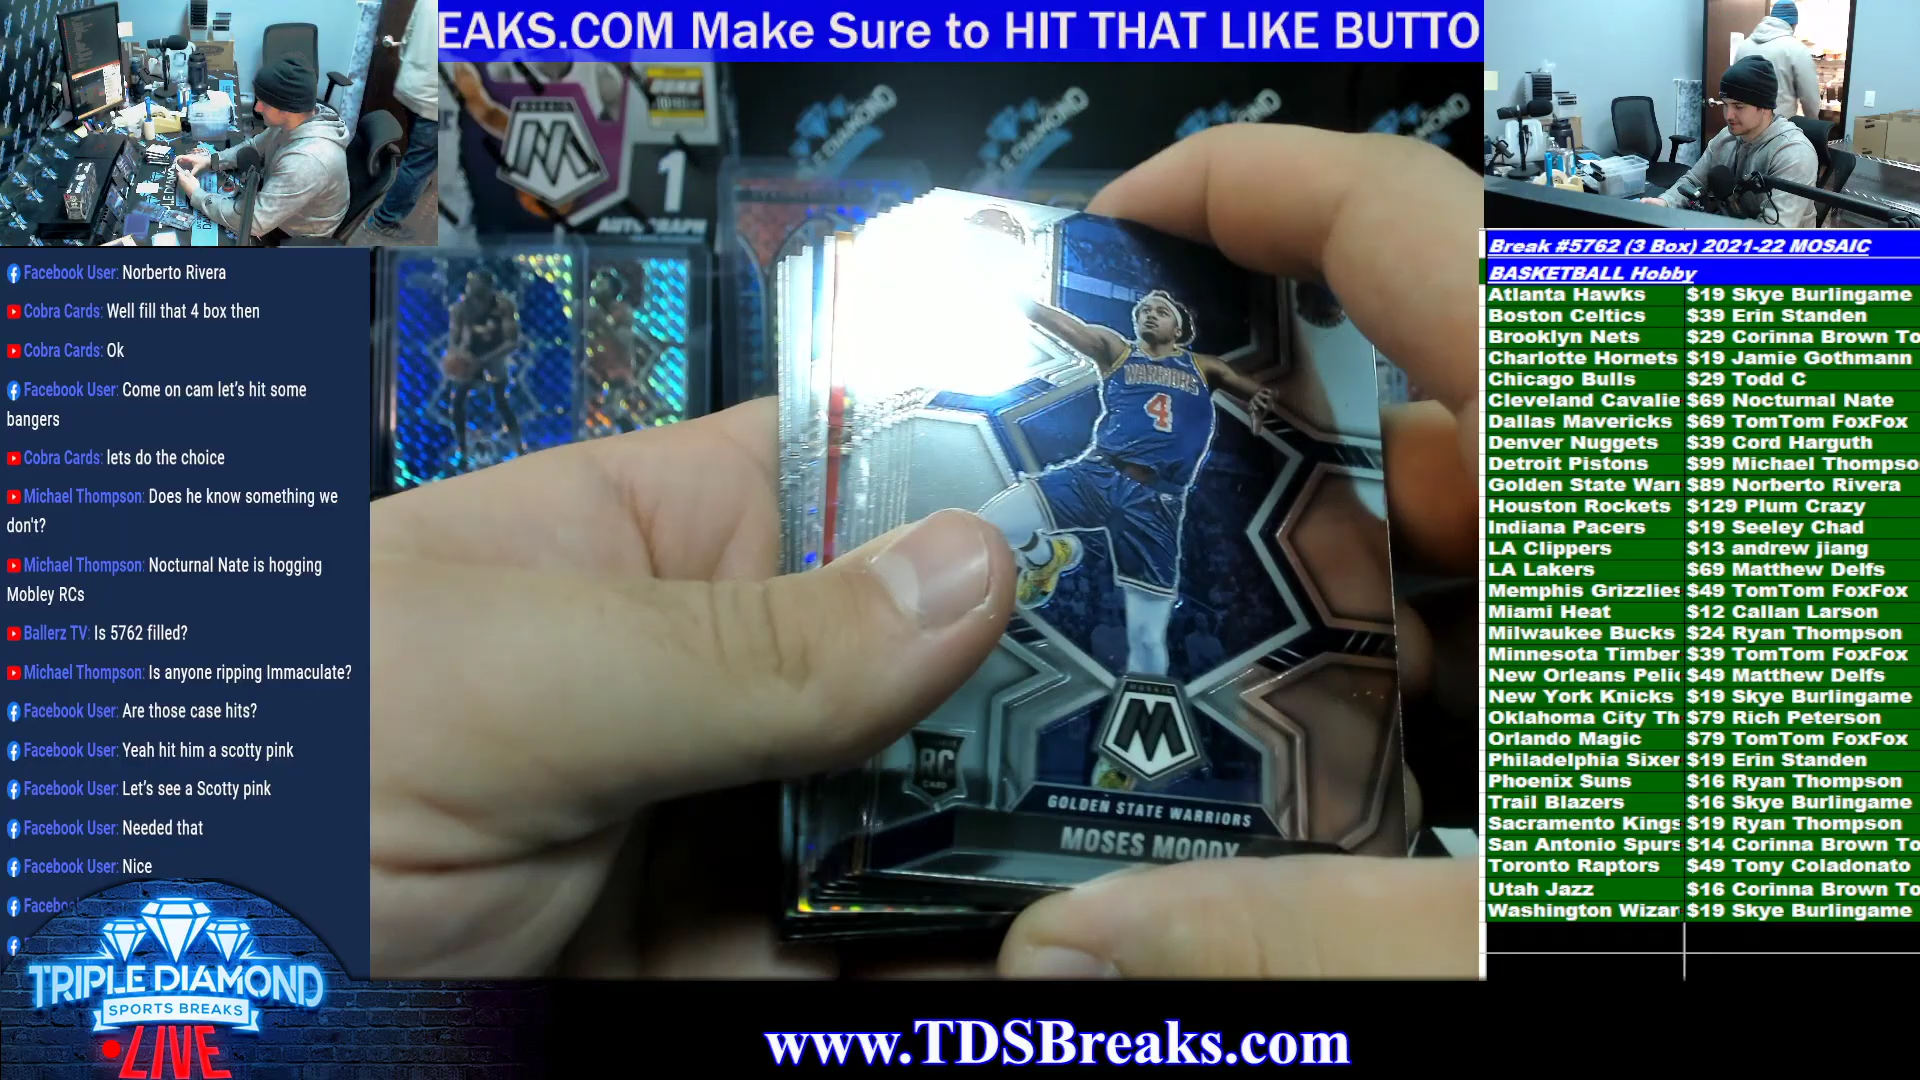 EAKS.COM Make Sure to HIT THAT LIKE BUTTO
Facebook User: Norberto Rivera
Cobra Cards: Well fill that 4 box then
Cobra Cards: Ok
Facebook User: Come on cam let's hit some
bangers
Cobra Cards: lets do the choice
Michael Thompson: Does he know something we
don't?
Michael Thompson: Nocturnal Nate is hogging
Mobley RCs
Ballerz TV: Is 5762 filled?
Michael Thompson: Is anyone ripping Immaculate?
Facebook User: Are those case hits?
Facebook User: Yeah hit him a scotty pink
Facebook User: Let's see a Scotty pink
Facebook User: Needed that
Facebook User: Nice
Facebo
TRIPLE DIAMOND
SPORTS BREAKS
LIVE
MOSAIC
M
1
AUTOGRAPH
DIAMOND
DIAMOND
WARRIORS
4
RC
CARD
M
GOLDEN STATE WARRIORS
MOSES MOODY
Break #5762 (3 Box) 2021-22 MOSAIC
BASKETBALL Hobby
Atlanta Hawks $19 Skye Burlingame
Boston Celtics $39 Erin Standen
Brooklyn Nets $29 Corinna Brown To
Charlotte Hornets $19 Jamie Gothmann
Chicago Bulls $29 Todd C
Cleveland Cavalie $69 Nocturnal Nate
Dallas Mavericks $69 TomTom FoxFox
Denver Nuggets $39 Cord Harguth
Detroit Pistons $99 Michael Thompso
Golden State Warr $89 Norberto Rivera
Houston Rockets $129 Plum Crazy
Indiana Pacers $19 Seeley Chad
LA Clippers $13 andrew jiang
LA Lakers $69 Matthew Delfs
Memphis Grizzlies $49 TomTom FoxFox
Miami Heat $12 Callan Larson
Milwaukee Bucks $24 Ryan Thompson
Minnesota Timber $39 TomTom FoxFox
New Orleans Peli $49 Matthew Delfs
New York Knicks $19 Skye Burlingame
Oklahoma City Th $79 Rich Peterson
Orlando Magic $79 TomTom FoxFox
Philadelphia Sixer $19 Erin Standen
Phoenix Suns $16 Ryan Thompson
Trail Blazers $16 Skye Burlingame
Sacramento Kings $19 Ryan Thompson
San Antonio Spurs $14 Corinna Brown To
Toronto Raptors $49 Tony Coladonato
Utah Jazz $16 Corinna Brown To
Washington Wizar $19 Skye Burlingame
www.TDSBreaks.com